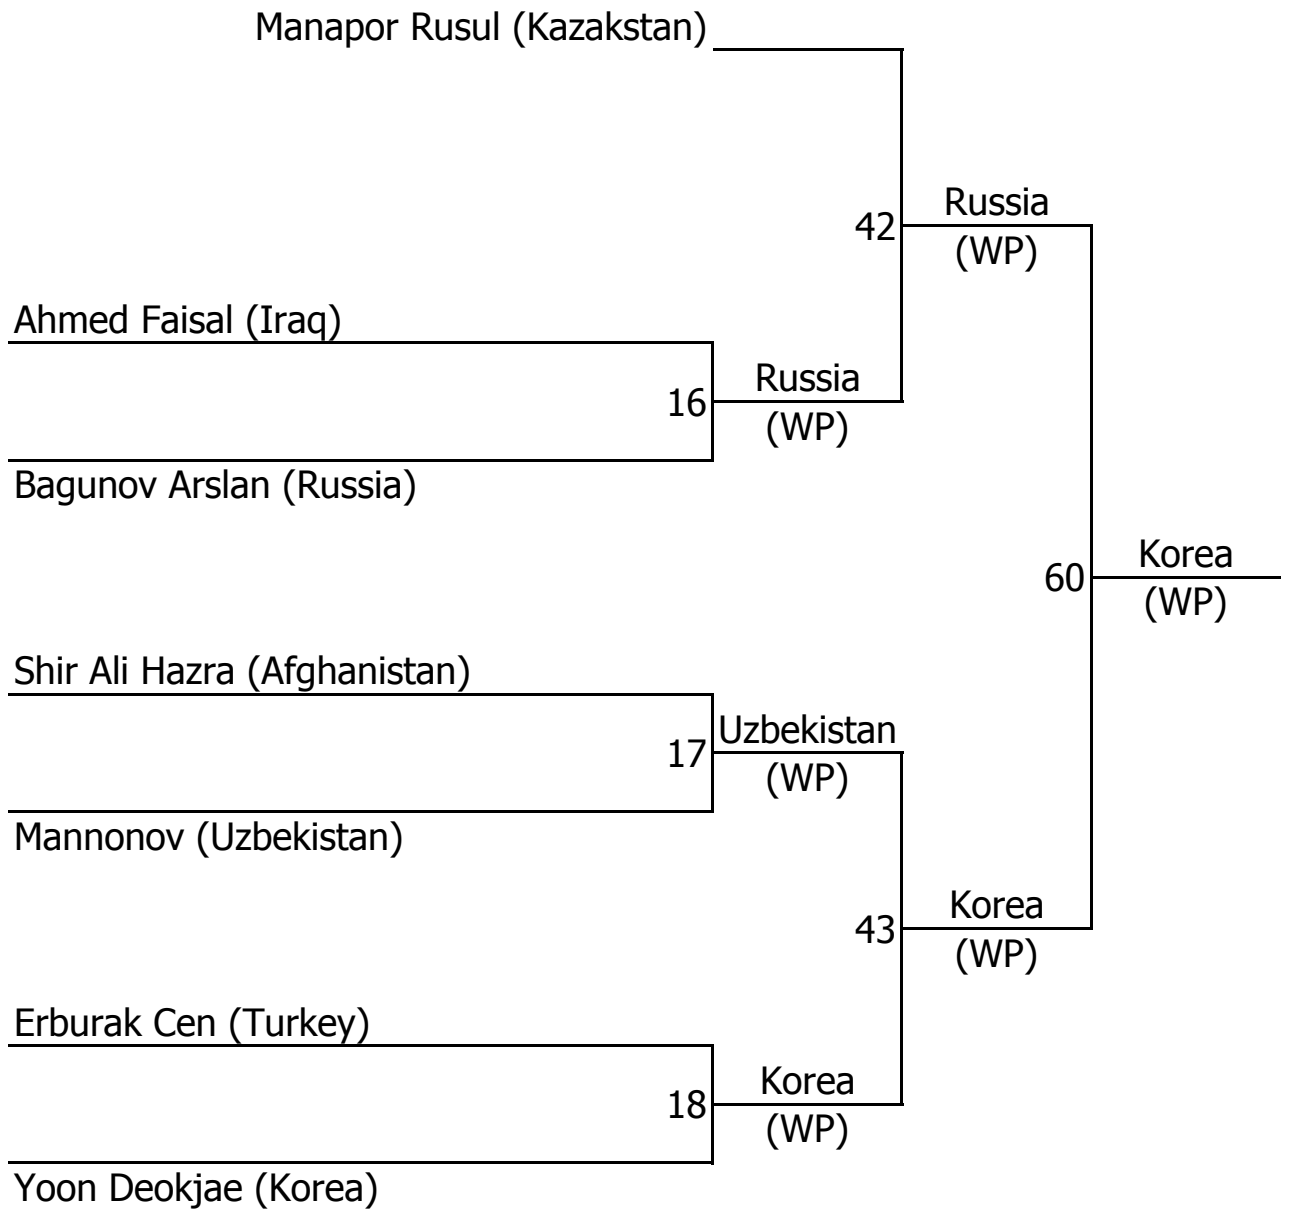 Manapor Rusul (Kazakstan)
42
Russia
(WP)
Ahmed Faisal (Iraq)
16
Russia
(WP)
Bagunov Arslan (Russia)
60
Korea
(WP)
Shir Ali Hazra (Afghanistan)
17
Uzbekistan
(WP)
Mannonov (Uzbekistan)
43
Korea
(WP)
Erburak Cen (Turkey)
18
Korea
(WP)
Yoon Deokjae (Korea)